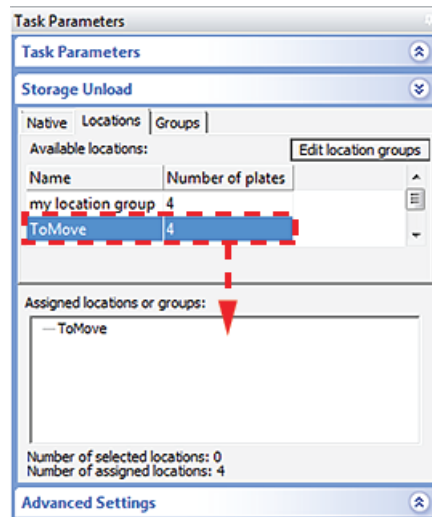 Task Parameters
Task Parameters
Storage Unload
Native Locations Groups
Available locations: Edit location groups
Name Number of plates
my location group 4
ToMove 4
Assigned locations or groups:
ToMove
Number of selected locations: 0
Number of assigned locations: 4
Advanced Settings